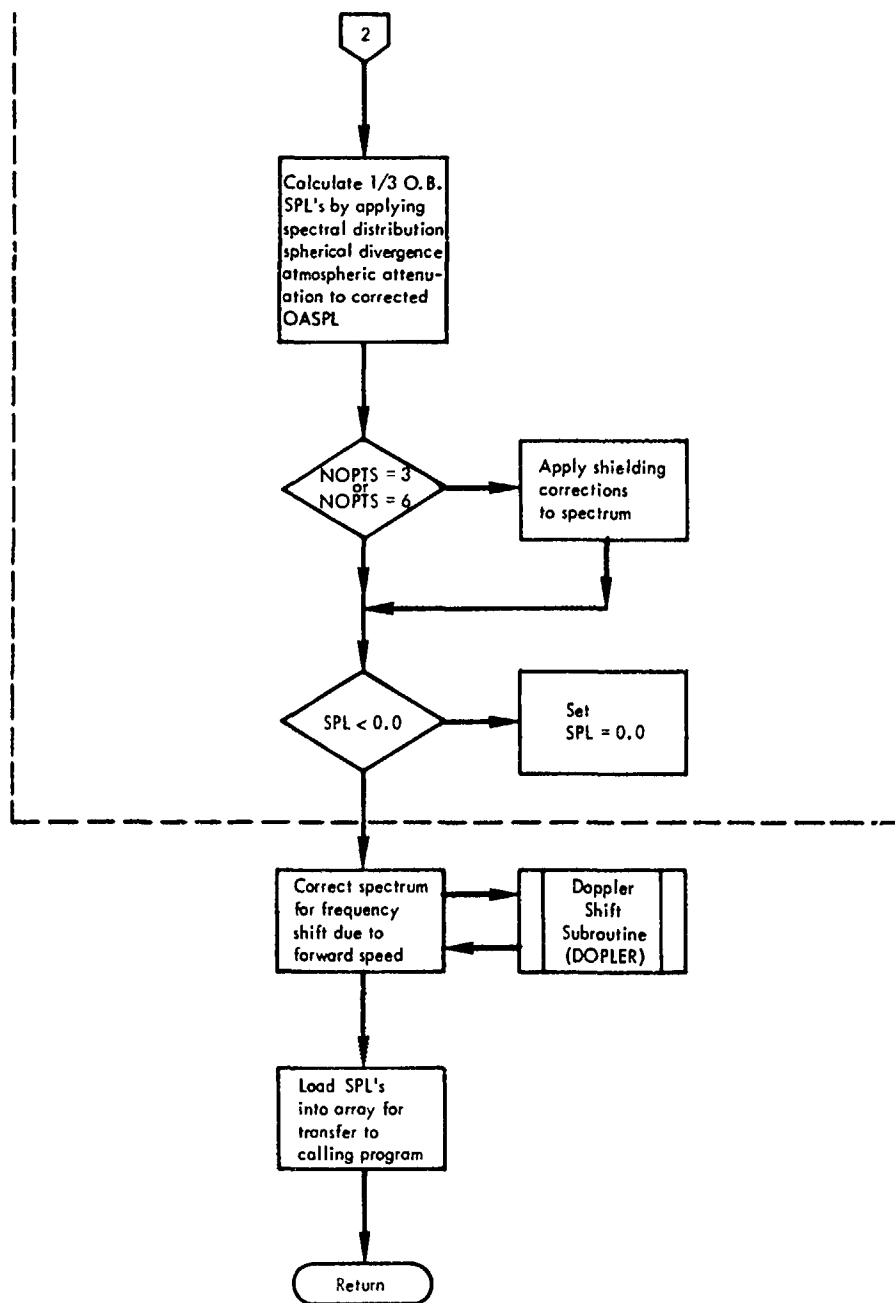 2
Calculate 1/3 O.B.
SPL's by applying
spectral distribution
spherical divergence
atmospheric attenu-
ation to corrected
OASPL
NOPTS = 3
or
NOPTS = 6
Apply shielding
corrections
to spectrum
SPL < 0.0
Set
SPL = 0.0
Correct spectrum
for frequency
shift due to
forward speed
Doppler
Shift
Subroutine
(DOPLER)
Load SPL's
into array for
transfer to
calling program
Return